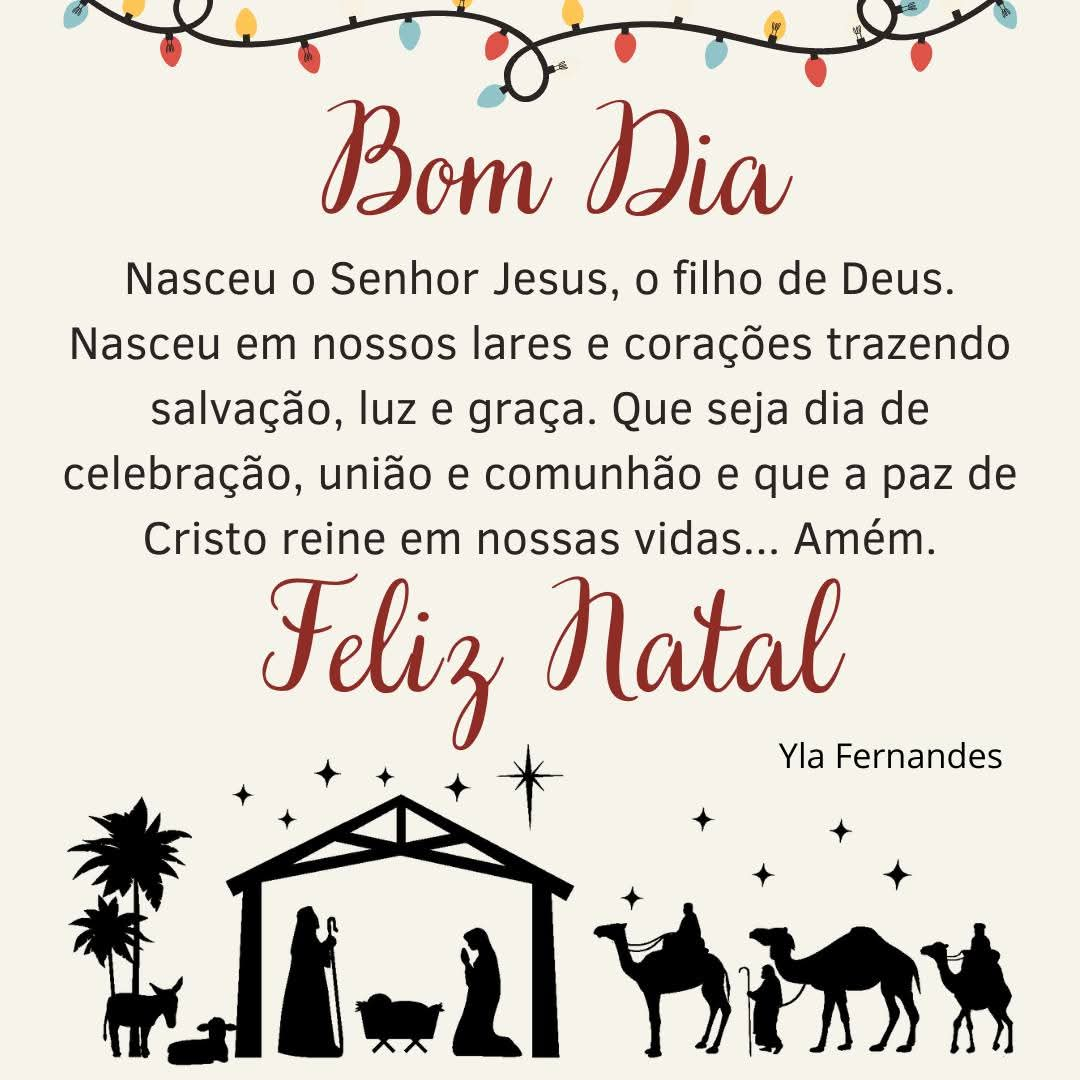 Bom Dia
Nasceu o Senhor Jesus, o filho de Deus.
Nasceu em nossos lares e corações trazendo
salvação, luz e graça. Que seja dia de
celebração, união e comunhão e que a paz de
Cristo reine em nossas vidas... Amém.
Feliz Natal
Yla Fernandes